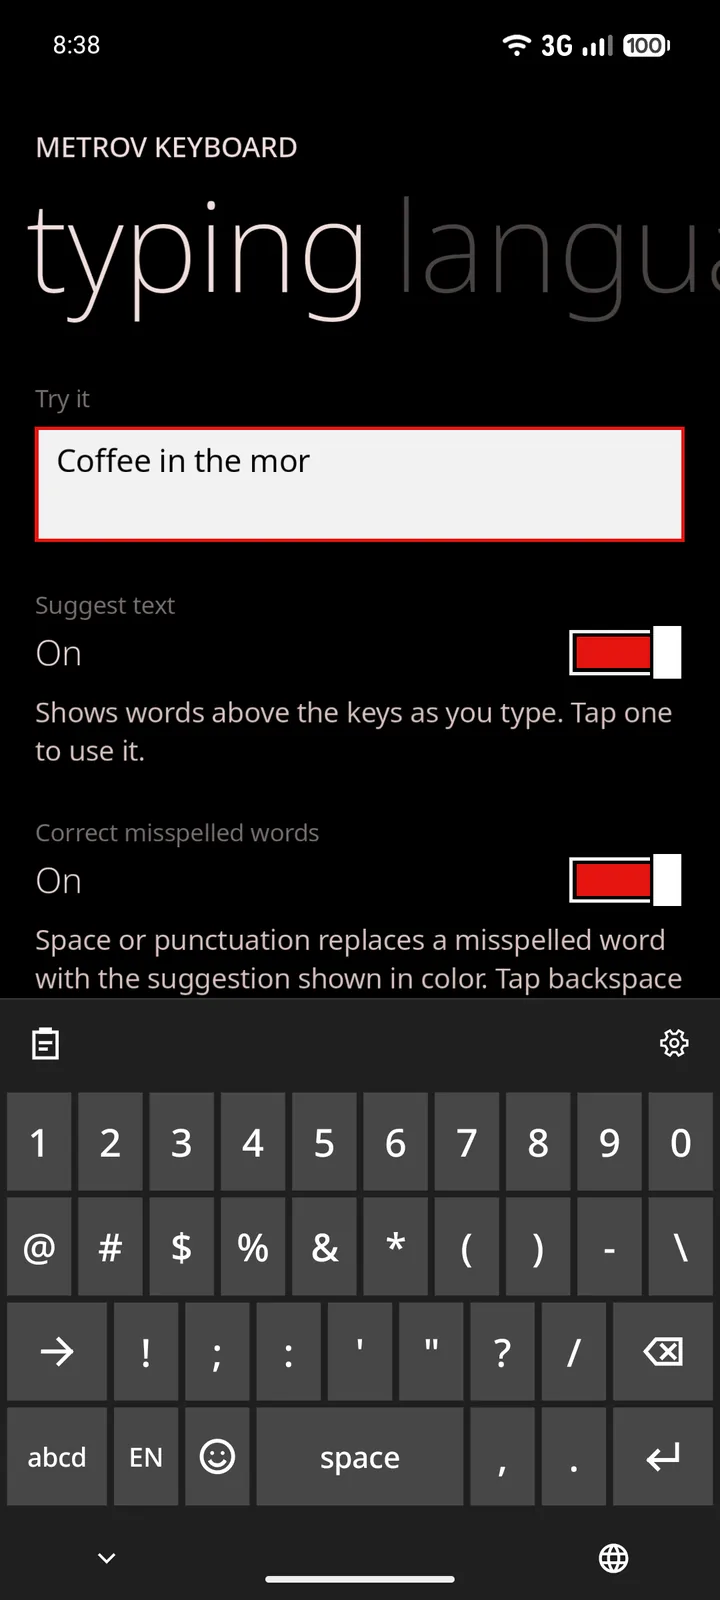 8:38 3G 100
METROV KEYBOARD
typing langua
Try it
Coffee in the mor
Suggest text
On
Shows words above the keys as you type. Tap one
to use it.
Correct misspelled words
On
Space or punctuation replaces a misspelled word
with the suggestion shown in color. Tap backspace
1 2 3 4 5 6 7 8 9 0
@ # $ % & * ( ) - \
! ; : ' " ? /
abcd EN space , .